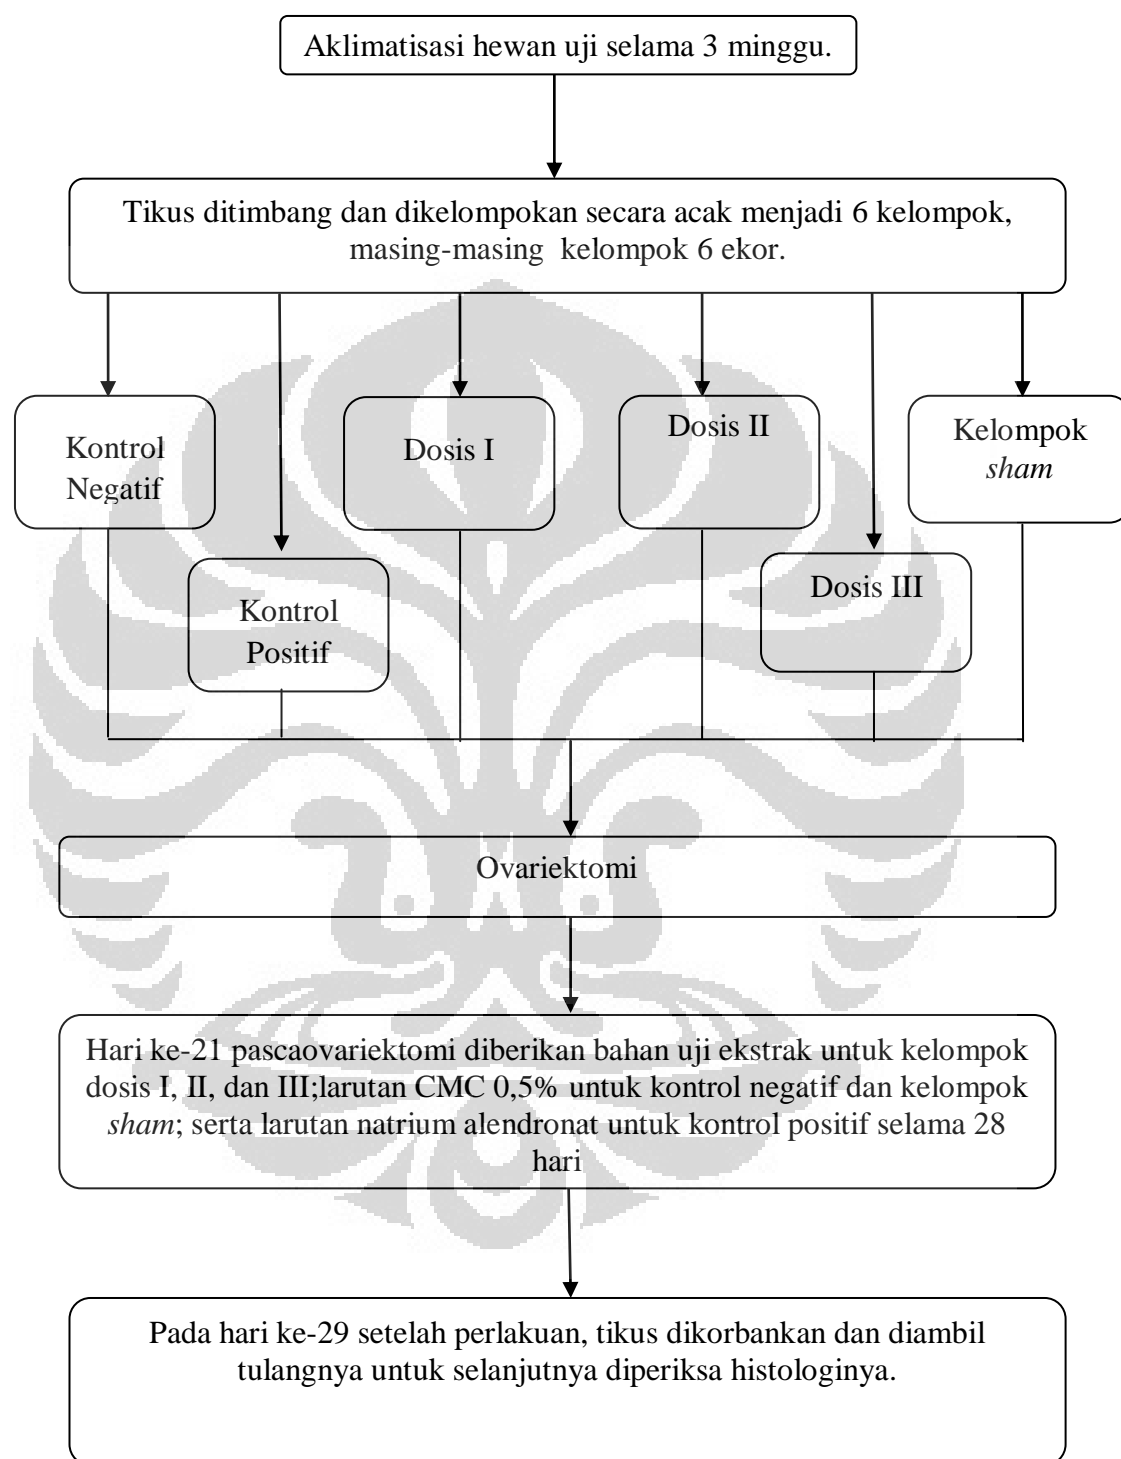 Aklimatisasi hewan uji selama 3 minggu.
Tikus ditimbang dan dikelompokan secara acak menjadi 6 kelompok,
masing-masing kelompok 6 ekor.
Kontrol
Negatif
Kontrol
Positif
Dosis I
Dosis II
Dosis III
Kelompok
sham
Ovariektomi
Hari ke-21 pascaovariektomi diberikan bahan uji ekstrak untuk kelompok
dosis I, II, dan III;larutan CMC 0,5% untuk kontrol negatif dan kelompok
sham; serta larutan natrium alendronat untuk kontrol positif selama 28
hari
Pada hari ke-29 setelah perlakuan, tikus dikorbankan dan diambil
tulangnya untuk selanjutnya diperiksa histologinya.